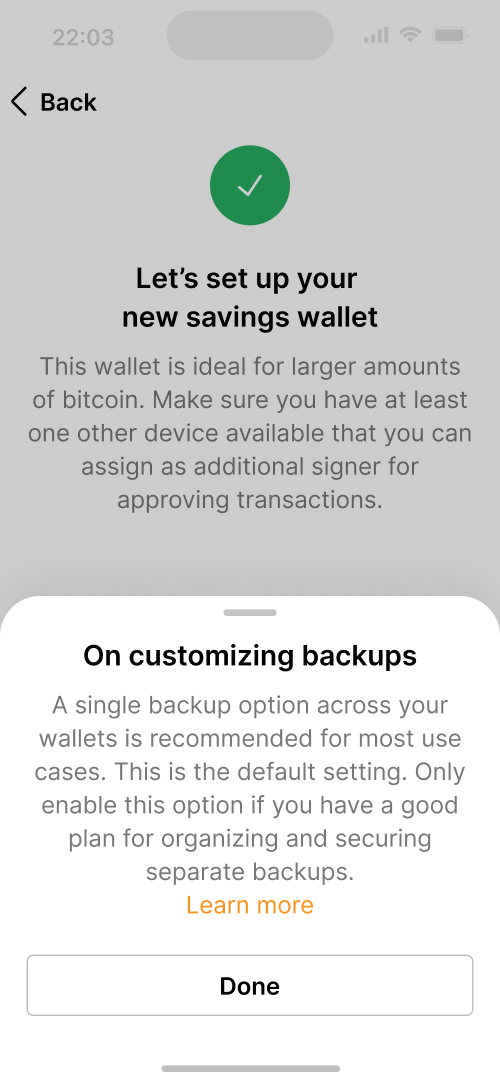 22:03
Back
Let’s set up your
new savings wallet
This wallet is ideal for larger amounts
of bitcoin. Make sure you have at least
one other device available that you can
assign as additional signer for
approving transactions.
On customizing backups
A single backup option across your
wallets is recommended for most use
cases. This is the default setting. Only
enable this option if you have a good
plan for organizing and securing
separate backups.
Learn more
Done